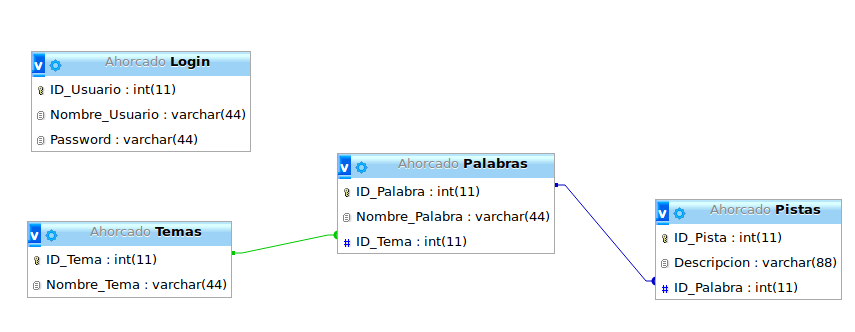 v Ahorcado Login
ID_Usuario : int(11)
Nombre_Usuario : varchar(44)
Password : varchar(44)
v Ahorcado Temas
ID_Tema : int(11)
Nombre_Tema : varchar(44)
v Ahorcado Palabras
ID_Palabra : int(11)
Nombre_Palabra : varchar(44)
# ID_Tema : int(11)
v Ahorcado Pistas
ID_Pista : int(11)
Descripcion : varchar(88)
# ID_Palabra : int(11)